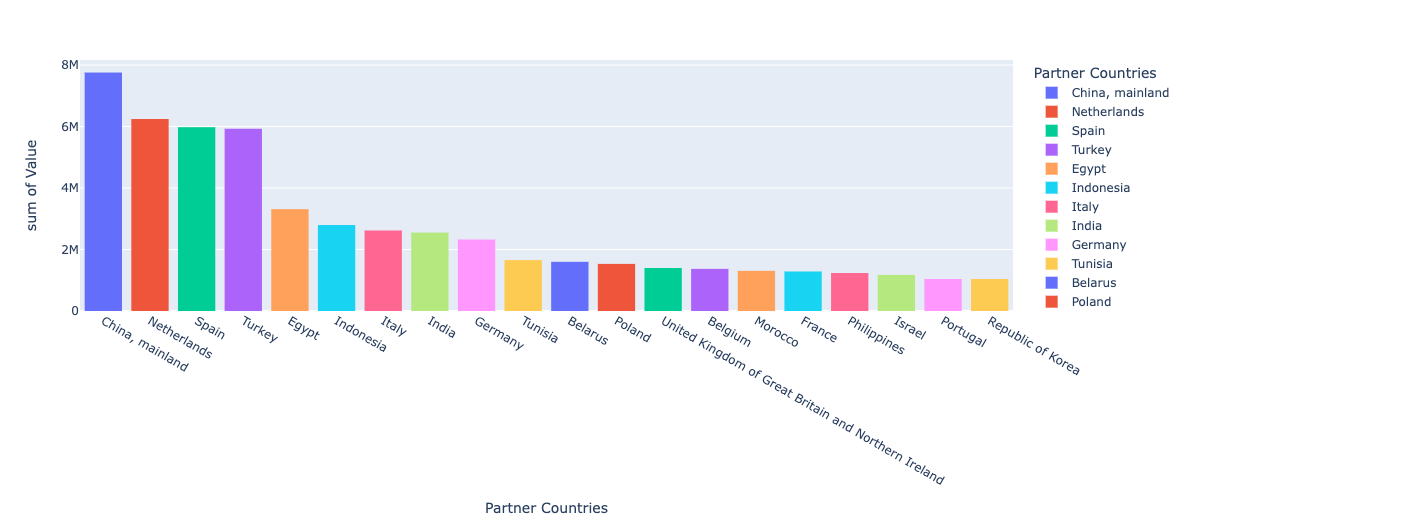 8M
6M
4M
2M
0
sum of Value
China, mainland
Netherlands
Spain
Turkey
Egypt
Indonesia
Italy
India
Germany
Tunisia
Belarus
Poland
United Kingdom of Great Britain and Northern Ireland
Belgium
Morocco
France
Philippines
Israel
Portugal
Republic of Korea
Partner Countries
Partner Countries
China, mainland
Netherlands
Spain
Turkey
Egypt
Indonesia
Italy
India
Germany
Tunisia
Belarus
Poland